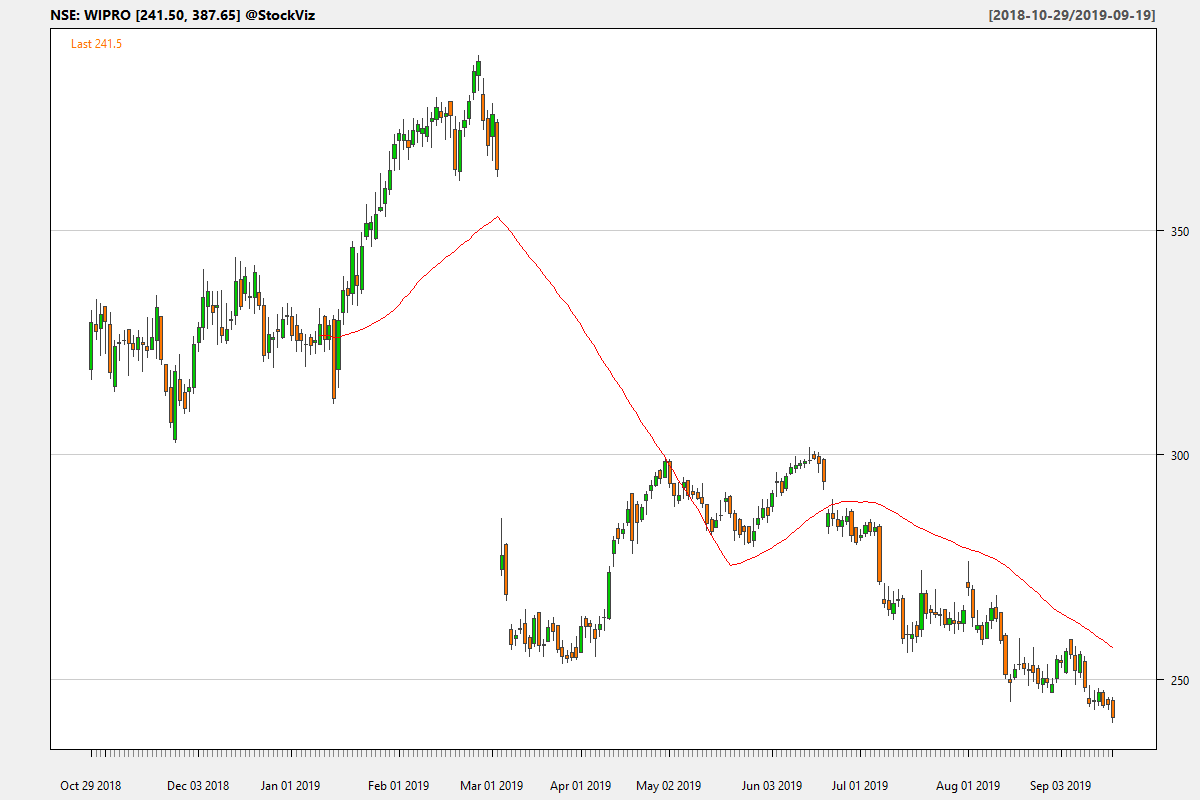 NSE: WIPRO [241.50, 387.65] @StockViz
[2018-10-29/2019-09-19]
Last 241.5
350
300
250
Oct 29 2018
Dec 03 2018
Jan 01 2019
Feb 01 2019
Mar 01 2019
Apr 01 2019
May 02 2019
Jun 03 2019
Jul 01 2019
Aug 01 2019
Sep 03 2019